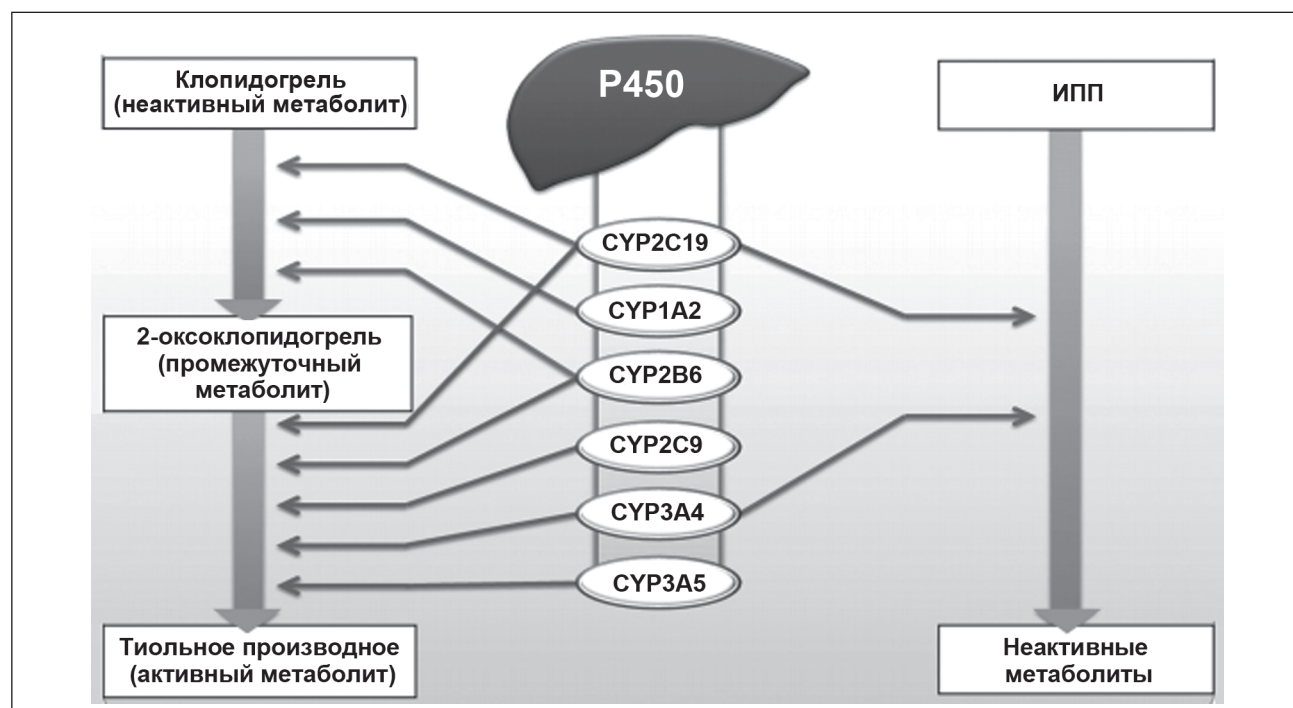 Клопидогрель
(неактивный метаболит)
P450
ИПП
CYP2C19
CYP1A2
2-оксоклопидогрель
(промежуточный
метаболит)
CYP2B6
CYP2C9
CYP3A4
CYP3A5
Тиольное производное
(активный метаболит)
Неактивные
метаболиты